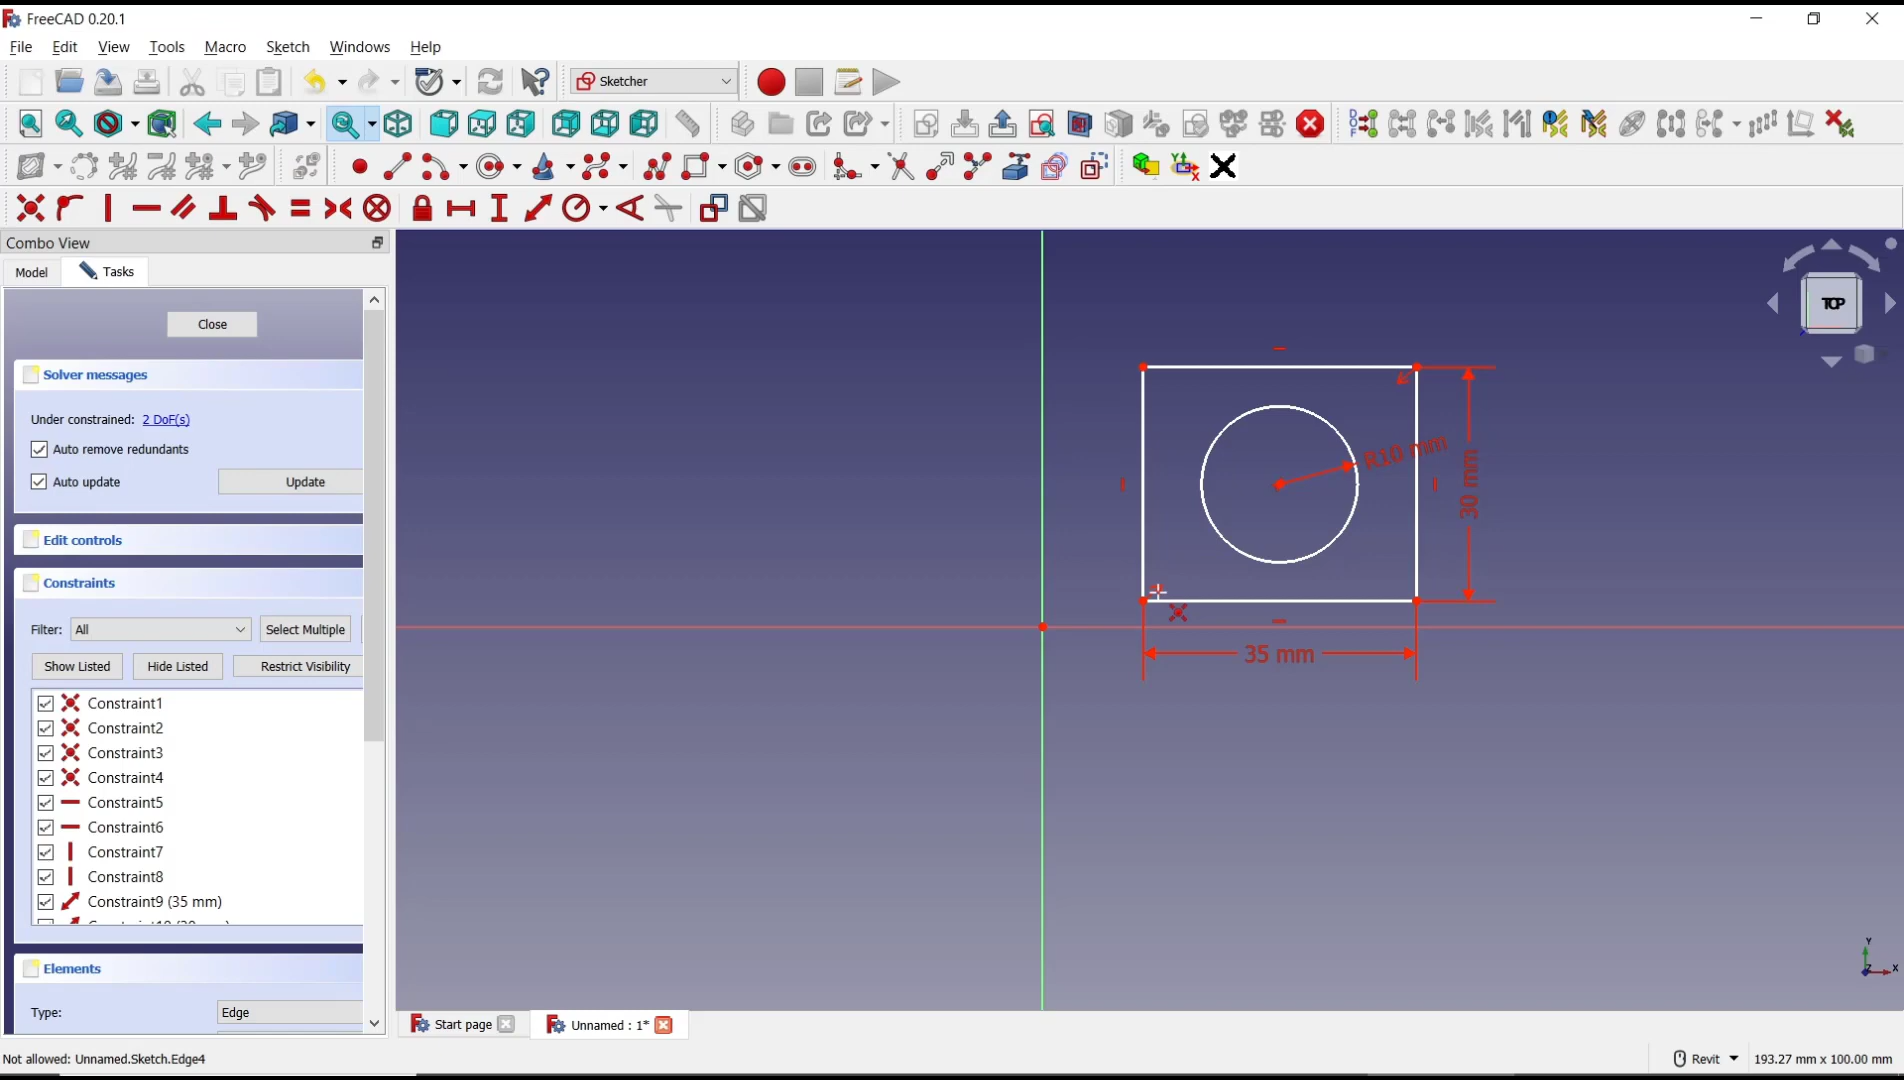 FreeCAD 0.20.1
File Edit View Tools Macro Sketch Windows Help
Sketcher
Combo View
Model Tasks
Close
Solver messages
Under constrained: 2 DoF(s)
Auto remove redundants
Auto update Update
Edit controls
Constraints
Filter: All Select Multiple
Show Listed Hide Listed Restrict Visibility
Constraint1
Constraint2
Constraint3
Constraint4
Constraint5
Constraint6
Constraint7
Constraint8
Constraint9 (35 mm)
Elements
Type: Edge
R10 mm
30 mm
35 mm
TOP
Y
Z X
Start page Unnamed : 1*
Not allowed: Unnamed.Sketch.Edge4
Revit 193.27 mm x 100.00 mm